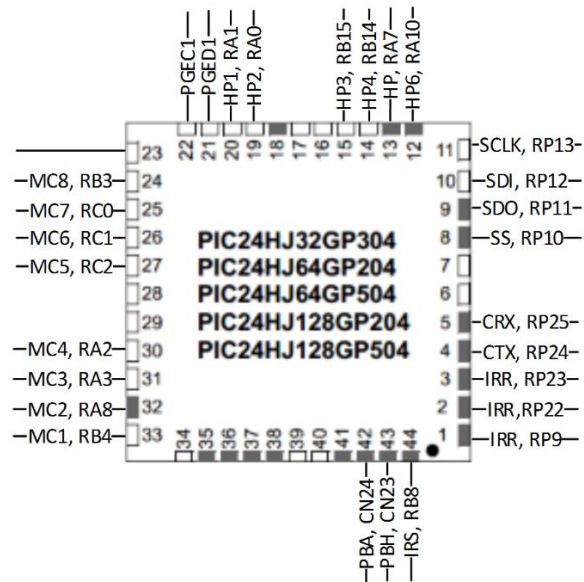 PGEC1
PGED1
HP1, RA1
HP2, RA0
HP3, RB15
HP4, RB14
HP, RA7
HP6, RA10
22 21 20 19 18 17 16 15 14 13 12
23
MC8, RB3 24
MC7, RC0 25
MC6, RC1 26
MC5, RC2 27
28
29
MC4, RA2 30
MC3, RA3 31
MC2, RA8 32
MC1, RB4 33
PIC24HJ32GP304
PIC24HJ64GP204
PIC24HJ64GP504
PIC24HJ128GP204
PIC24HJ128GP504
11 SCLK, RP13
10 SDI, RP12
9 SDO, RP11
8 SS, RP10
7
6
5 CRX, RP25
4 CTX, RP24
3 IRR, RP23
2 IRR,RP22
1 IRR, RP9
34 35 36 37 38 39 40 41 42 43 44
PBA, CN24
PBH, CN23
IRS, RB8